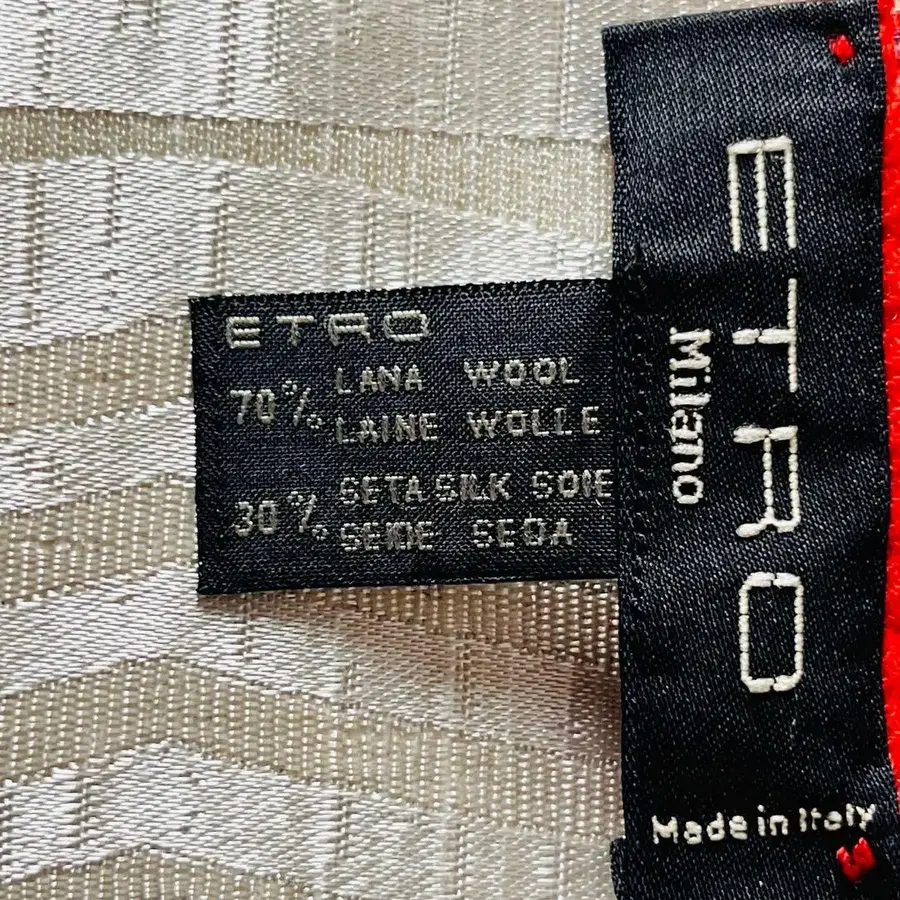 ETRO
70% LANA WOOL
LAINE WOLLE
30% SETA SILK SOIE
SEIDE SEDA
ETRO
Milano
Made in Italy